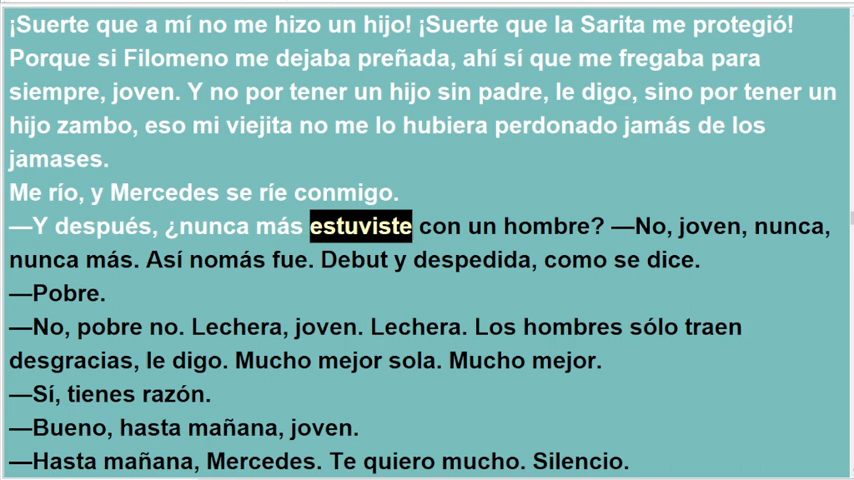 ¡Suerte que a mí no me hizo un hijo! ¡Suerte que la Sarita me protegió!
Porque si Filomeno me dejaba preñada, ahí sí que me fregaba para
siempre, joven. Y no por tener un hijo sin padre, le digo, sino por tener un
hijo zambo, eso mi viejita no me lo hubiera perdonado jamás de los
jamases.
Me río, y Mercedes se ríe conmigo.
—Y después, ¿nunca más estuviste con un hombre? —No, joven, nunca,
nunca más. Así nomás fue. Debut y despedida, como se dice.
—Pobre.
—No, pobre no. Lechera, joven. Lechera. Los hombres sólo traen
desgracias, le digo. Mucho mejor sola. Mucho mejor.
—Sí, tienes razón.
—Bueno, hasta mañana, joven.
—Hasta mañana, Mercedes. Te quiero mucho. Silencio.